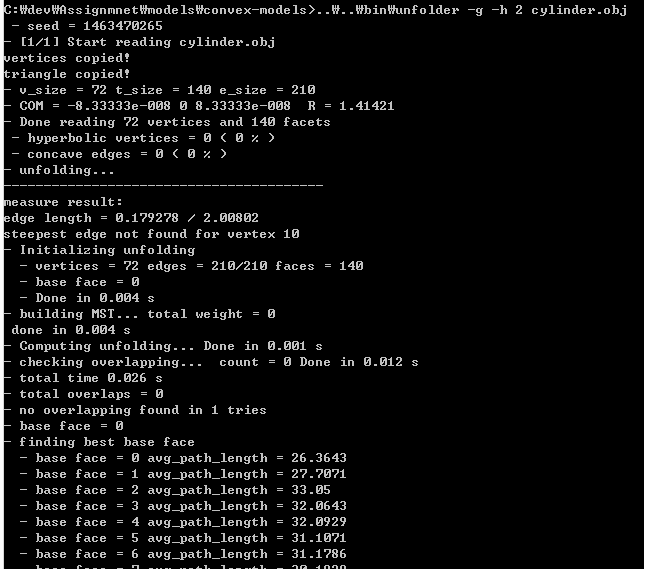 C:₩dev₩Assignmnet₩models₩convex-models>..₩..₩bin₩unfolder -g -h 2 cylinder.obj
- seed = 1463470265
- [1/1] Start reading cylinder.obj
vertices copied!
triangle copied!
- v_size = 72 t_size = 140 e_size = 210
- COM = -8.33333e-008 0 8.33333e-008  R = 1.41421
- Done reading 72 vertices and 140 facets
- hyperbolic vertices = 0 ( 0 % )
- concave edges = 0 ( 0 % )
- unfolding...
----------------------------------------
measure result:
edge length = 0.179278 / 2.00802
steepest edge not found for vertex 10
- Initializing unfolding
- vertices = 72 edges = 210/210 faces = 140
- base face = 0
- Done in 0.004 s
- building MST... total weight = 0
done in 0.004 s
- Computing unfolding... Done in 0.001 s
- checking overlapping...  count = 0 Done in 0.012 s
- total time 0.026 s
- total overlaps = 0
- no overlapping found in 1 tries
- base face = 0
- finding best base face
- base face = 0 avg_path_length = 26.3643
- base face = 1 avg_path_length = 27.7071
- base face = 2 avg_path_length = 33.05
- base face = 3 avg_path_length = 32.0643
- base face = 4 avg_path_length = 32.0929
- base face = 5 avg_path_length = 31.1071
- base face = 6 avg_path_length = 31.1786